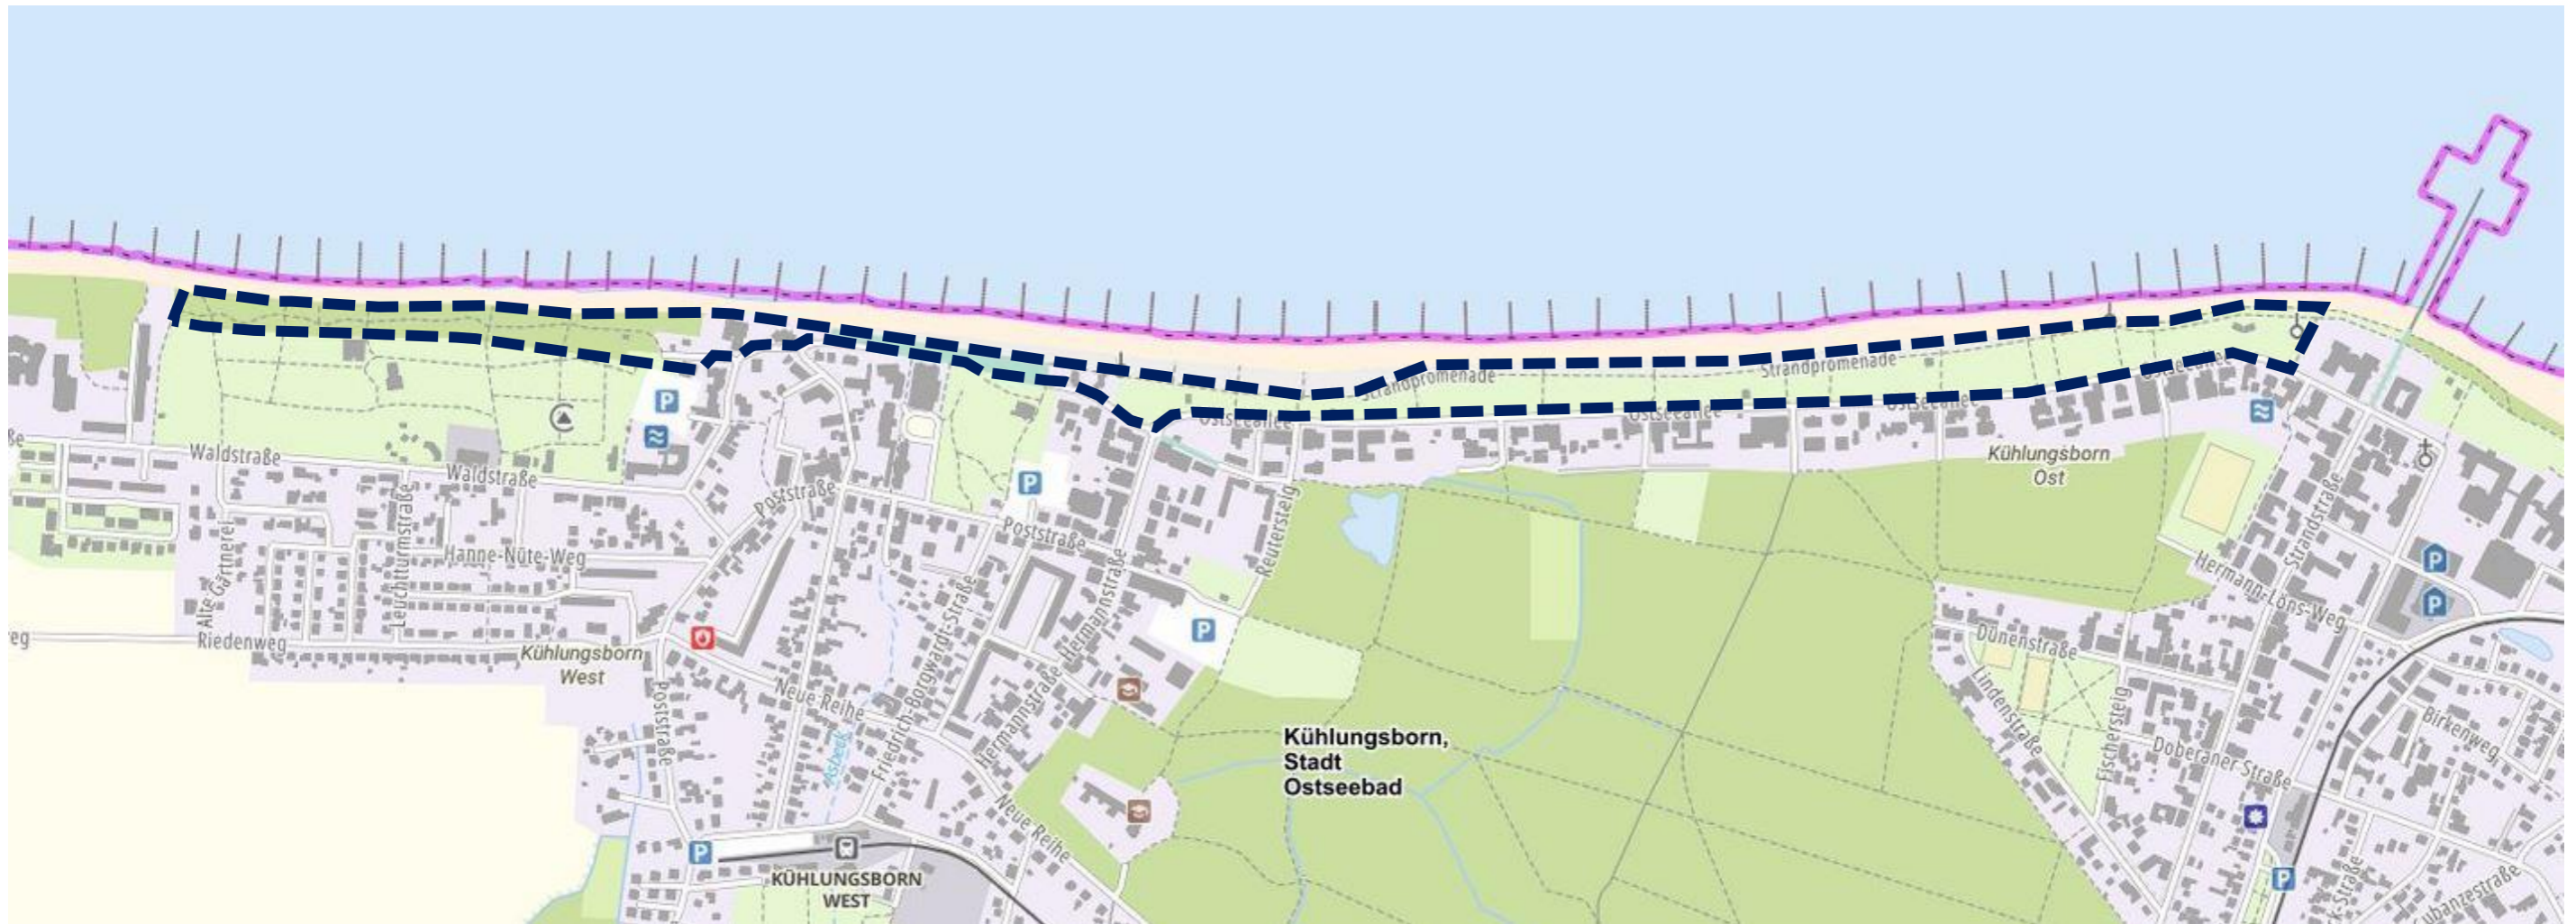 Strandpromenade
Strandpromenade
Ostseeallee
Ostseeallee
Ostseeallee
Ostseeallee
P
Waldstraße
Waldstraße
Kühlungsborn
Ost
P
Poststraße
Poststraße
Reutersteig
Strandstraße
Hanne-Nüte-Weg
Leuchtturmstraße
Alte Gärtnerei
Hermannstraße
Hermann-Löns-Weg
P
P
Riedenweg
Kühlungsborn
West
P
Dünenstraße
Friedrich-Borgwardt-Straße
Hermannstraße
Neue Reihe
Poststraße
Lindenstraße
Fischersteig
Birkenweg
Doberaner Straße
Kühlungsborn,
Stadt
Ostseebad
Asbeck
Neue Reihe
P
KÜHLUNGSBORN
WEST
P